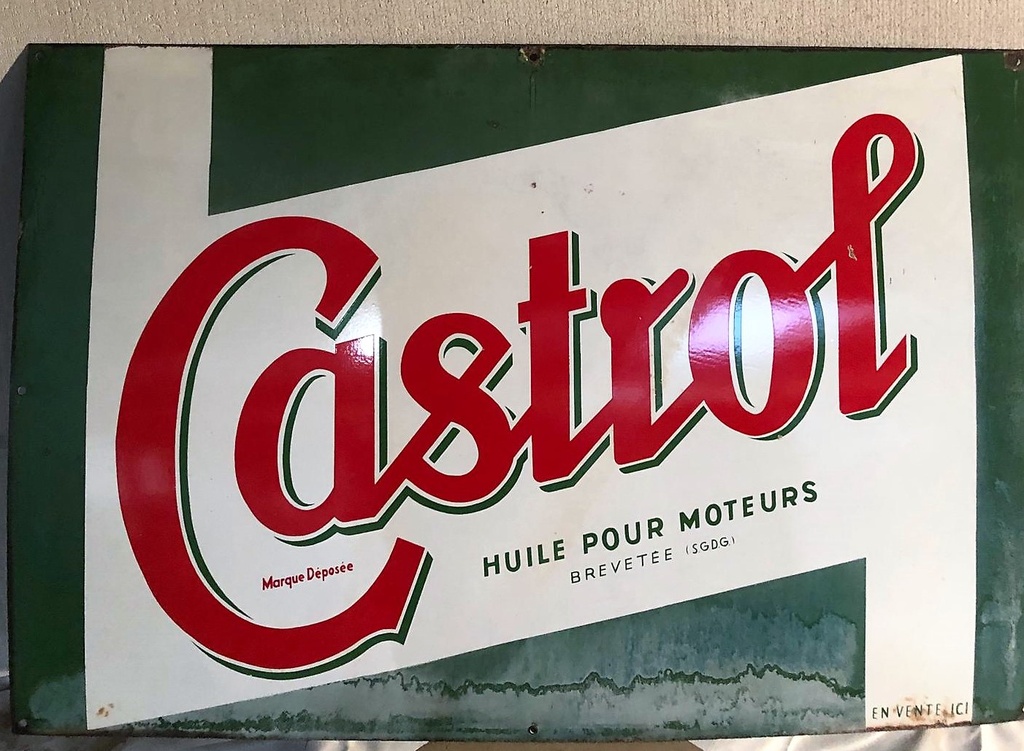 Castrol
HUILE POUR MOTEURS
BREVETÉE (SGDG.)
Marque Déposée
EN VENTE ICI